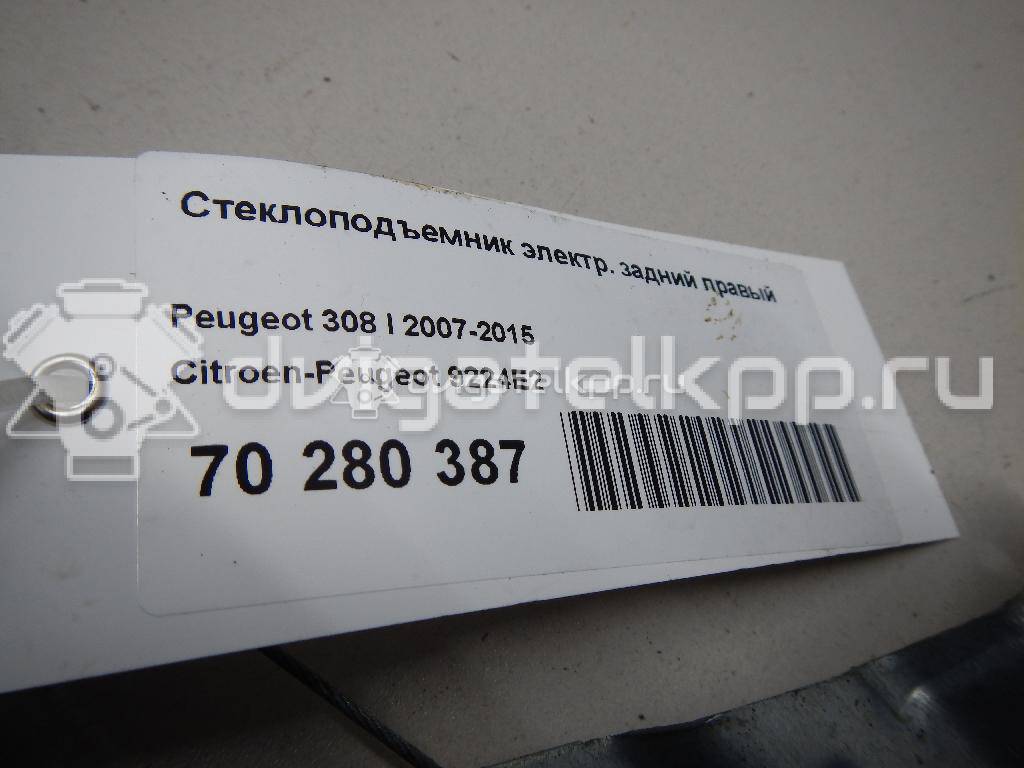 Стеклоподъемник электр. задний правый
Peugeot 308 I 2007-2015
Citroen-Peugeot 9224E2
70 280 387
dvigatelkpp.ru